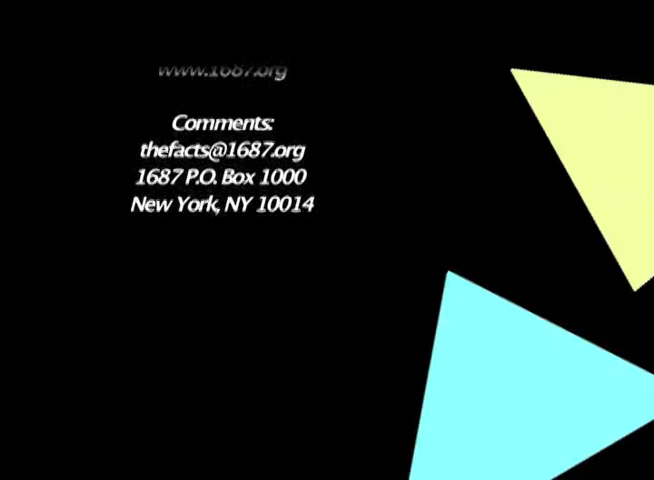 www.1687.org
Comments:
thefacts@1687.org
1687 P.O. Box 1000
New York, NY 10014